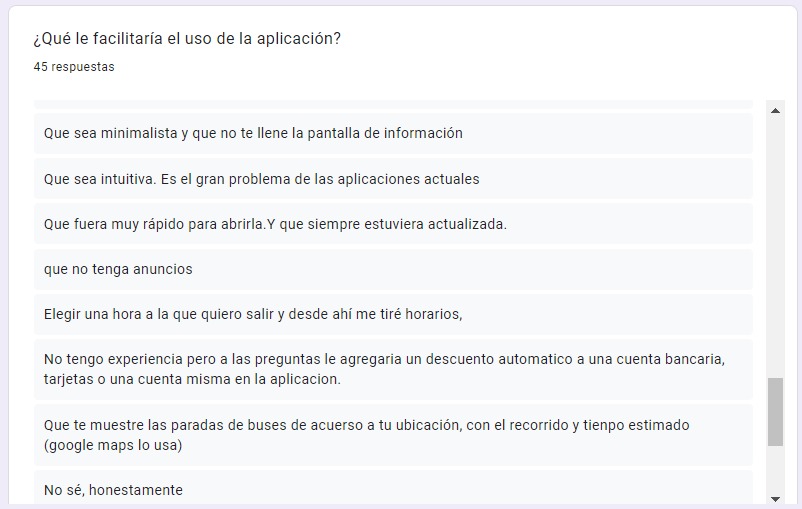 ¿Qué le facilitaría el uso de la aplicación?
45 respuestas
Que sea minimalista y que no te llene la pantalla de información
Que sea intuitiva. Es el gran problema de las aplicaciones actuales
Que fuera muy rápido para abrirla.Y que siempre estuviera actualizada.
que no tenga anuncios
Elegir una hora a la que quiero salir y desde ahí me tiré horarios,
No tengo experiencia pero a las preguntas le agregaria un descuento automatico a una cuenta bancaria,
tarjetas o una cuenta misma en la aplicacion.
Que te muestre las paradas de buses de acuerso a tu ubicación, con el recorrido y tienpo estimado
(google maps lo usa)
No sé, honestamente